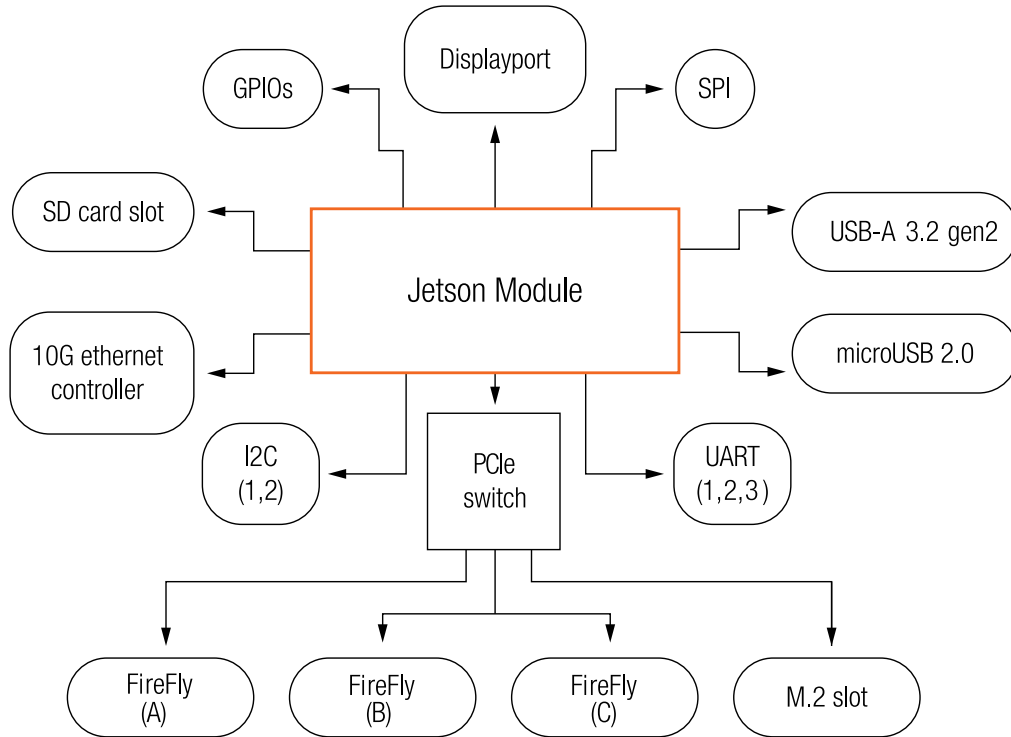 Displayport
GPIOs
SPI
SD card slot
USB-A 3.2 gen2
Jetson Module
10G ethernet
controller
microUSB 2.0
I2C
(1,2)
PCIe
switch
UART
(1,2,3)
FireFly
(A)
FireFly
(B)
FireFly
(C)
M.2 slot